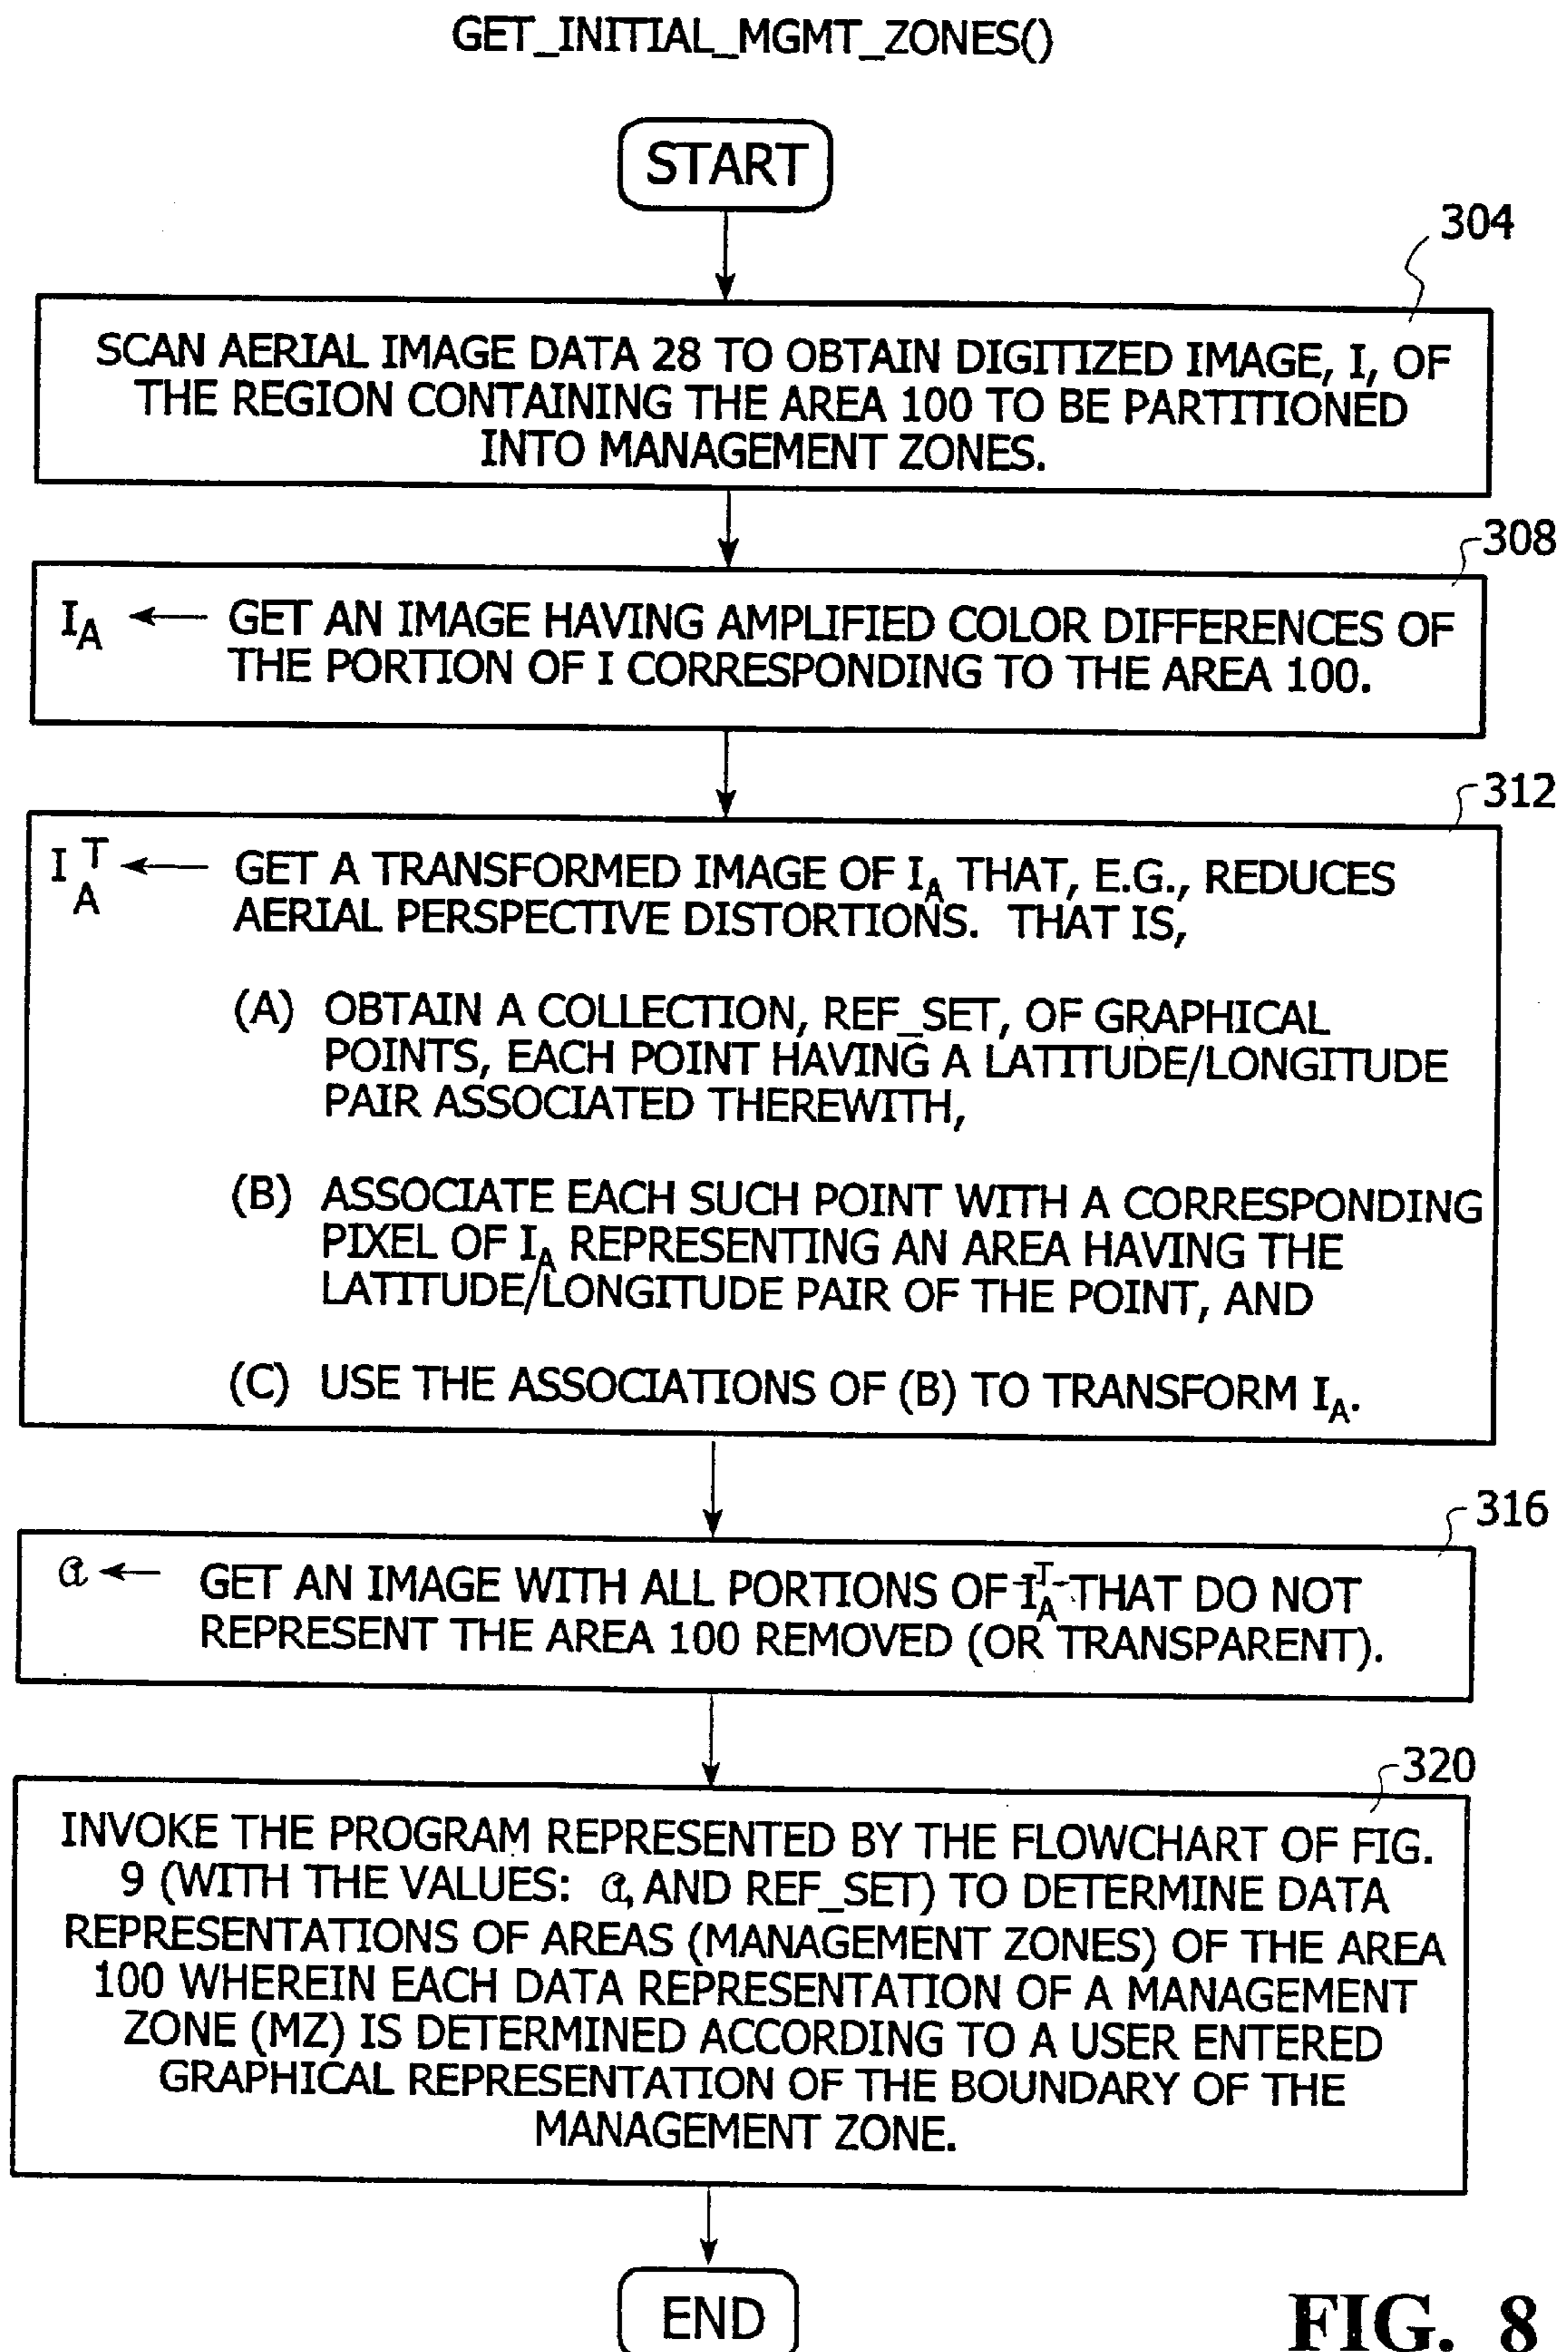 GET_INITIAL_MGMT_ZONES()
START
304
SCAN AERIAL IMAGE DATA 28 TO OBTAIN DIGITIZED IMAGE, I, OF
THE REGION CONTAINING THE AREA 100 TO BE PARTITIONED
INTO MANAGEMENT ZONES.
308
I_A ← GET AN IMAGE HAVING AMPLIFIED COLOR DIFFERENCES OF
THE PORTION OF I CORRESPONDING TO THE AREA 100.
312
I_A^T ← GET A TRANSFORMED IMAGE OF I_A THAT, E.G., REDUCES
AERIAL PERSPECTIVE DISTORTIONS. THAT IS,
(A) OBTAIN A COLLECTION, REF_SET, OF GRAPHICAL
POINTS, EACH POINT HAVING A LATITUDE/LONGITUDE
PAIR ASSOCIATED THEREWITH,
(B) ASSOCIATE EACH SUCH POINT WITH A CORRESPONDING
PIXEL OF I_A REPRESENTING AN AREA HAVING THE
LATITUDE/LONGITUDE PAIR OF THE POINT, AND
(C) USE THE ASSOCIATIONS OF (B) TO TRANSFORM I_A.
316
a ← GET AN IMAGE WITH ALL PORTIONS OF I_A^T THAT DO NOT
REPRESENT THE AREA 100 REMOVED (OR TRANSPARENT).
320
INVOKE THE PROGRAM REPRESENTED BY THE FLOWCHART OF FIG.
9 (WITH THE VALUES: a, AND REF_SET) TO DETERMINE DATA
REPRESENTATIONS OF AREAS (MANAGEMENT ZONES) OF THE AREA
100 WHEREIN EACH DATA REPRESENTATION OF A MANAGEMENT
ZONE (MZ) IS DETERMINED ACCORDING TO A USER ENTERED
GRAPHICAL REPRESENTATION OF THE BOUNDARY OF THE
MANAGEMENT ZONE.
END
FIG. 8